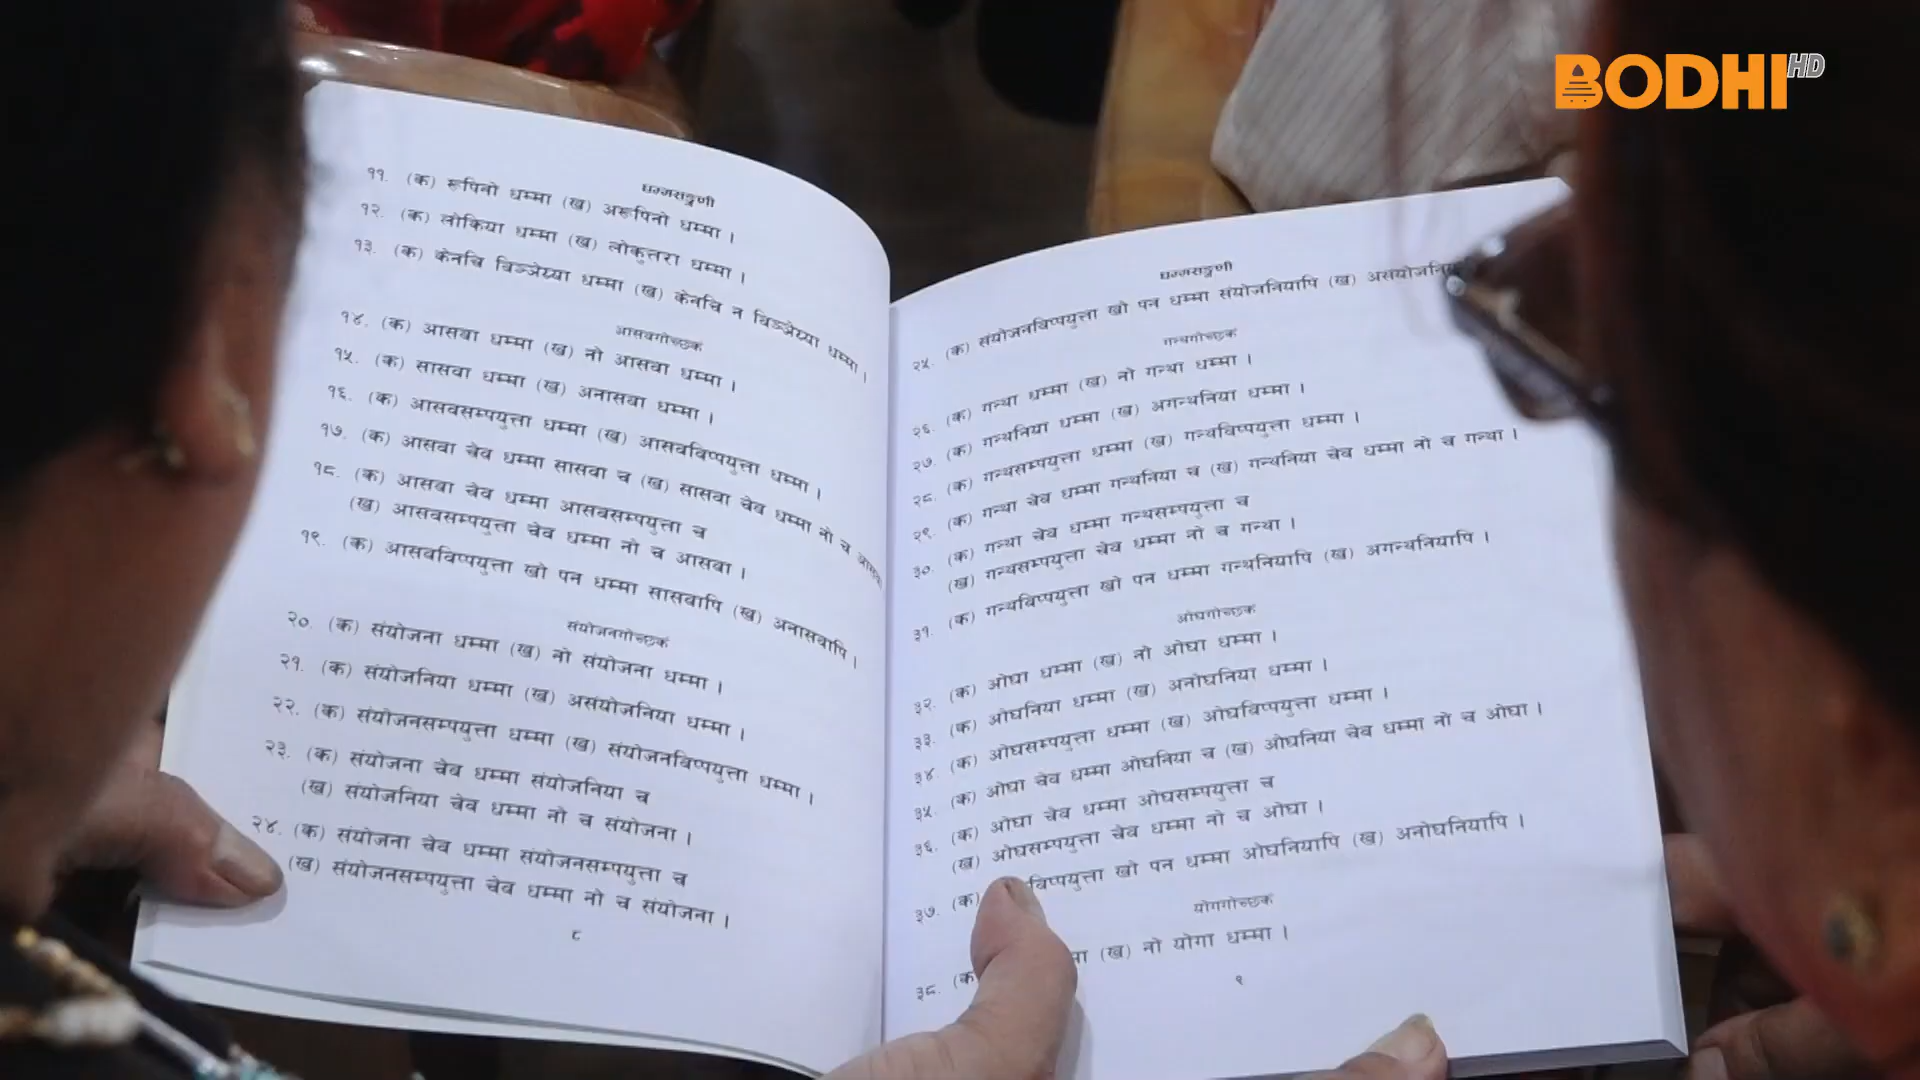 BODHI HD
धम्मसङ्गणी
११. (क) रूपिनो धम्मा (ख) अरूपिनो धम्मा ।
१२. (क) लोकिया धम्मा (ख) लोकुत्तरा धम्मा ।
१३. (क) केनचि विञ्ञेय्या धम्मा (ख) केनचि न विञ्ञेय्या धम्मा ।
आसवगोच्छक
१४. (क) आसवा धम्मा (ख) नो आसवा धम्मा ।
१५. (क) सासवा धम्मा (ख) अनासवा धम्मा ।
१६. (क) आसवसम्पयुत्ता धम्मा (ख) आसवविप्पयुत्ता धम्मा ।
१७. (क) आसवा चेव धम्मा सासवा च (ख) सासवा चेव धम्मा नो च
१८. (क) आसवा चेव धम्मा आसवसम्पयुत्ता च
(ख) आसवसम्पयुत्ता चेव धम्मा नो च आसवा ।
१९. (क) आसवविप्पयुत्ता खो पन धम्मा सासवापि (ख) अनासवापि ।
संयोजनगोच्छकं
२०. (क) संयोजना धम्मा (ख) नो संयोजना धम्मा ।
२१. (क) संयोजनिया धम्मा (ख) असंयोजनिया धम्मा ।
२२. (क) संयोजनसम्पयुत्ता धम्मा (ख) संयोजनविप्पयुत्ता धम्मा ।
२३. (क) संयोजना चेव धम्मा संयोजनिया च
(ख) संयोजनिया चेव धम्मा नो च संयोजना ।
२४. (क) संयोजना चेव धम्मा संयोजनसम्पयुत्ता च
(ख) संयोजनसम्पयुत्ता चेव धम्मा नो च संयोजना ।
८
धम्मसङ्गणी
२५. (क) संयोजनविप्पयुत्ता खो पन धम्मा संयोजनियापि (ख)
गन्थगोच्छक
२६. (क) गन्था धम्मा (ख) नो गन्था धम्मा ।
२७. (क) गन्थनिया धम्मा (ख) अगन्थनिया धम्मा ।
२८. (क) गन्थसम्पयुत्ता धम्मा (ख) गन्थविप्पयुत्ता धम्मा ।
२९. (क) गन्था चेव धम्मा गन्थनिया च (ख) गन्थनिया चेव धम्मा नो च गन्था ।
३०. (क) गन्था चेव धम्मा गन्थसम्पयुत्ता च
(ख) गन्थसम्पयुत्ता चेव धम्मा नो च गन्था ।
३१. (क) गन्थविप्पयुत्ता खो पन धम्मा गन्थनियापि (ख) अगन्थनियापि ।
ओघगोच्छक
३२. (क) ओघा धम्मा (ख) नो ओघा धम्मा ।
३३. (क) ओघनिया धम्मा (ख) अनोघनिया धम्मा ।
३४. (क) ओघसम्पयुत्ता धम्मा (ख) ओघविप्पयुत्ता धम्मा ।
३५. (क) ओघा चेव धम्मा ओघनिया च (ख) ओघनिया चेव धम्मा नो च ओघा ।
३६. (क) ओघा चेव धम्मा ओघसम्पयुत्ता च
(ख) ओघसम्पयुत्ता चेव धम्मा नो च ओघा ।
३७. (क) खो पन धम्मा ओघनियापि (ख) अनोघनियापि ।
योगगोच्छक
३८. (क) (ख) नो योगा धम्मा ।
९